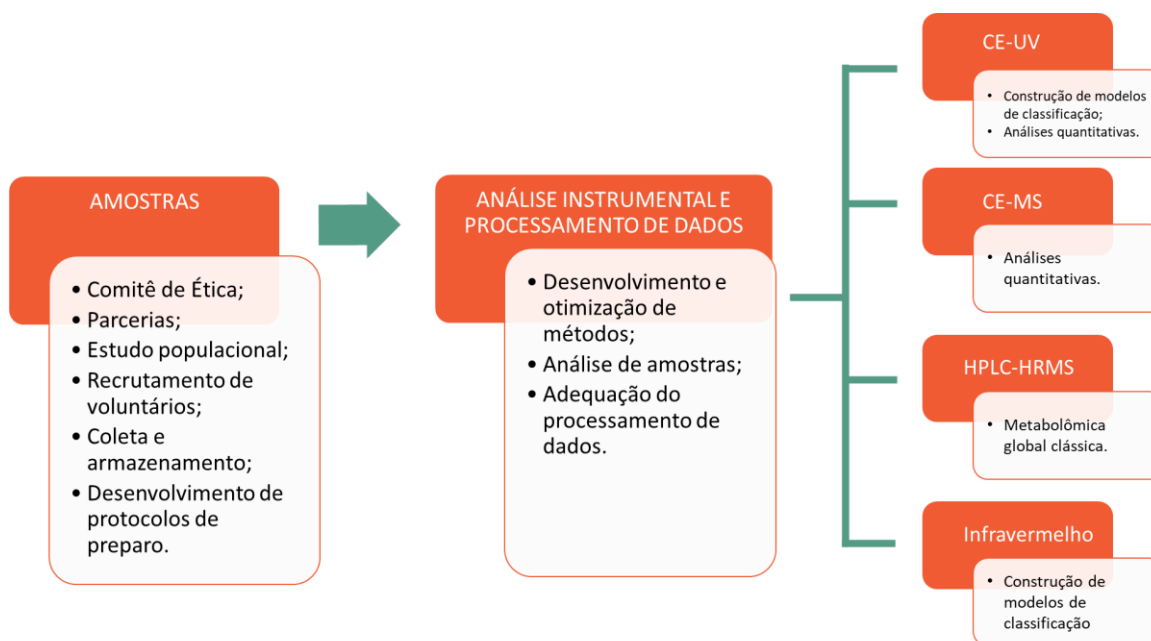 AMOSTRAS
• Comitê de Ética;
• Parcerias;
• Estudo populacional;
• Recrutamento de
voluntários;
• Coleta e
armazenamento;
• Desenvolvimento de
protocolos de
preparo.
ANÁLISE INSTRUMENTAL E
PROCESSAMENTO DE DADOS
• Desenvolvimento e
otimização de
métodos;
• Análise de amostras;
• Adequação do
processamento de
dados.
CE-UV
• Construção de modelos
de classificação;
• Análises quantitativas.
CE-MS
• Análises
quantitativas.
HPLC-HRMS
• Metabolômica
global clássica.
Infravermelho
• Construção de
modelos de
classificação